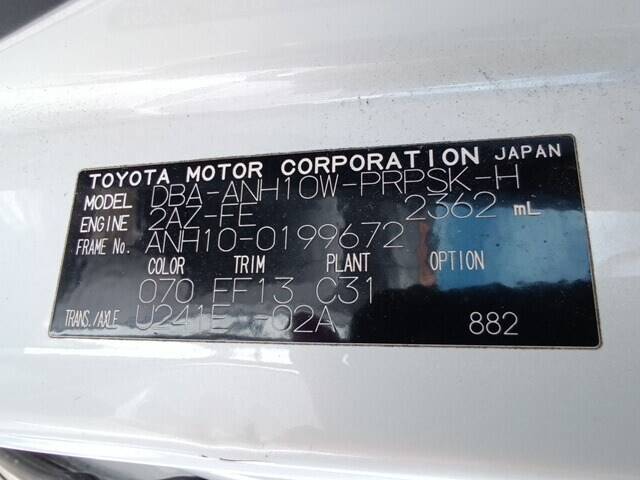 TOYOTA MOTOR CORPORATION JAPAN
MODEL DBA-ANH10W-PRPSK-H
ENGINE 2AZ-FE 2362 mL
FRAME No. ANH10-0199672
COLOR TRIM PLANT OPTION
070 FF13 C31
TRANS./AXLE U241E -02A 882